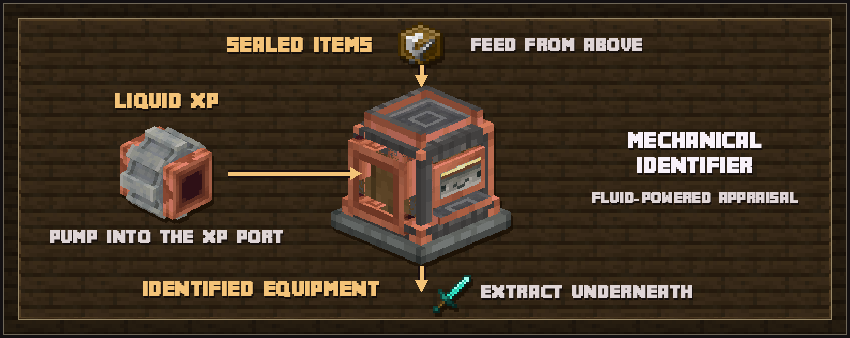 SEALED ITEMS
FEED FROM ABOVE
LIQUID XP
MECHANICAL
IDENTIFIER
FLUID-POWERED APPRAISAL
PUMP INTO THE XP PORT
IDENTIFIED EQUIPMENT
EXTRACT UNDERNEATH